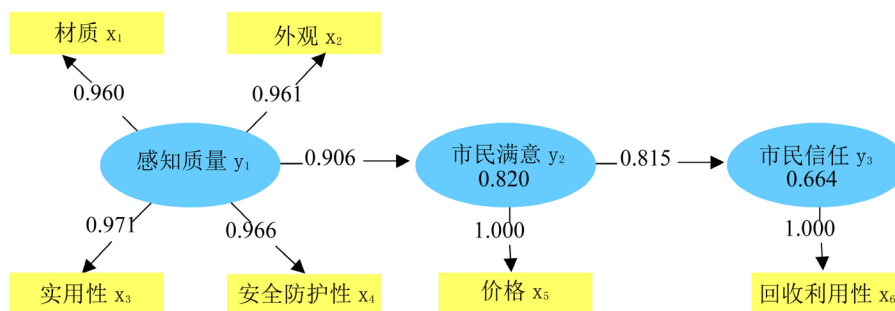 材质 x₁
外观 x₂
0.960
0.961
感知质量 y₁
0.906
市民满意 y₂
0.820
0.815
市民信任 y₃
0.664
0.971
0.966
1.000
1.000
实用性 x₃
安全防护性 x₄
价格 x₅
回收利用性 x₆